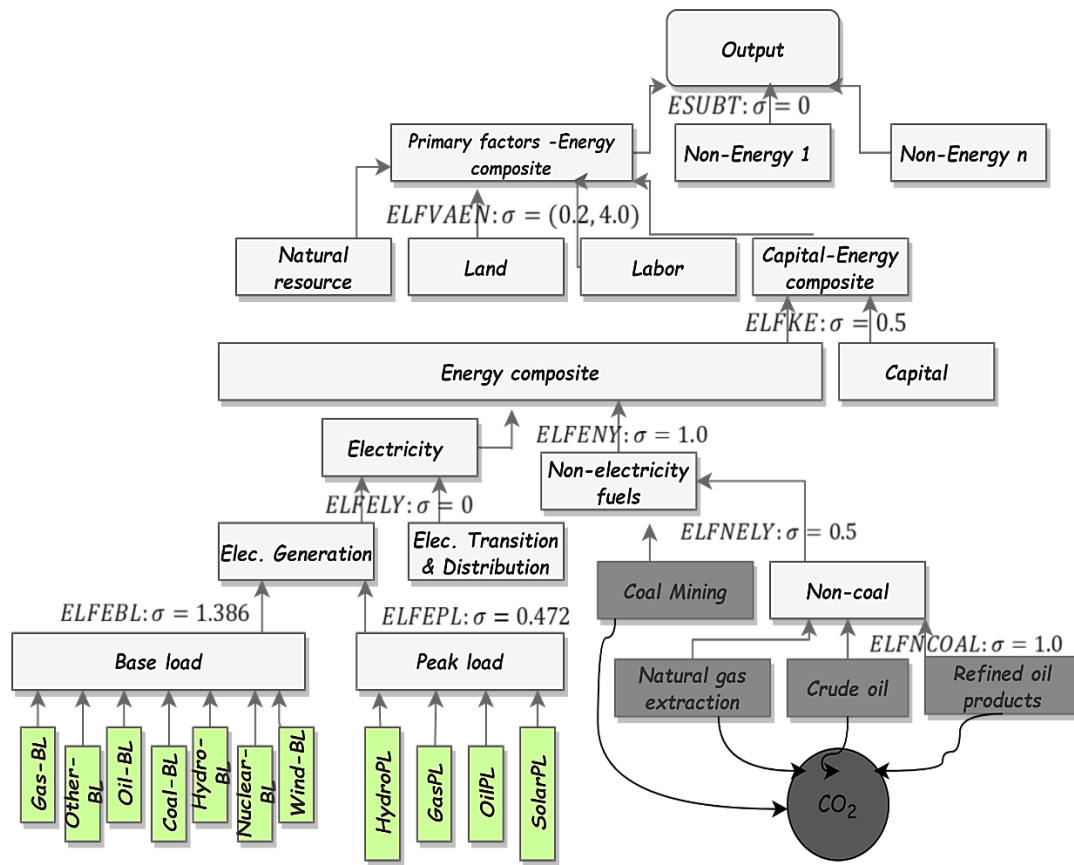 Output
ESUBT: σ = 0
Primary factors -Energy
composite
Non-Energy 1
Non-Energy n
ELFVAEN: σ = (0.2, 4.0)
Natural
resource
Land
Labor
Capital-Energy
composite
ELFKE: σ = 0.5
Energy composite
Capital
Electricity
ELFENY: σ = 1.0
Non-electricity
fuels
ELFELY: σ = 0
ELFNELY: σ = 0.5
Elec. Generation
Elec. Transition
& Distribution
Coal Mining
Non-coal
ELFEBL: σ = 1.386
ELFEPL: σ = 0.472
ELFNCOAL: σ = 1.0
Base load
Peak load
Natural gas
extraction
Crude oil
Refined oil
products
Gas-BL
Other-
BL
Oil-BL
Coal-BL
Hydro-
BL
Nuclear-
BL
Wind-BL
HydroPL
GasPL
OilPL
SolarPL
CO2